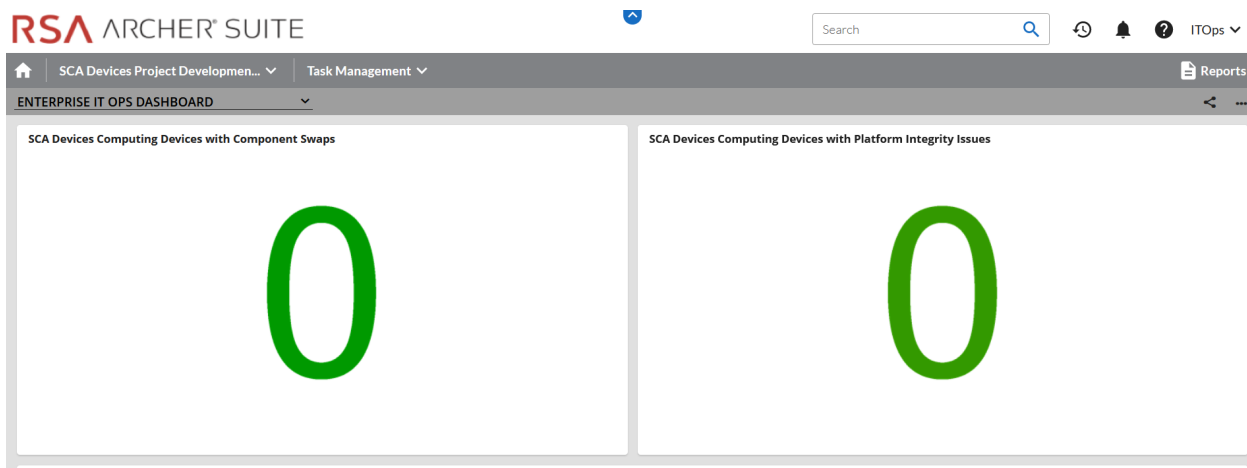 RSA ARCHER® SUITE
Search
ITOps
SCA Devices Project Developmen...
Task Management
Reports
ENTERPRISE IT OPS DASHBOARD
SCA Devices Computing Devices with Component Swaps
0
SCA Devices Computing Devices with Platform Integrity Issues
0